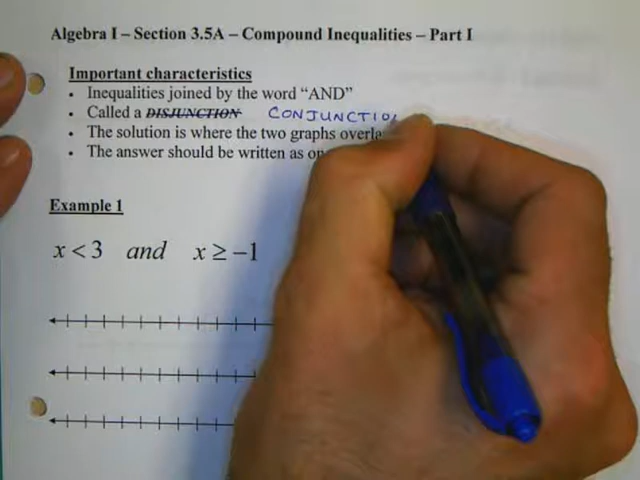 Algebra I – Section 3.5A – Compound Inequalities – Part I
Important characteristics
• Inequalities joined by the word “AND”
• Called a DISJUNCTION CONJUNCTIO
• The solution is where the two graphs
• The answer should be written as
Example 1
x < 3 and x ≥ −1